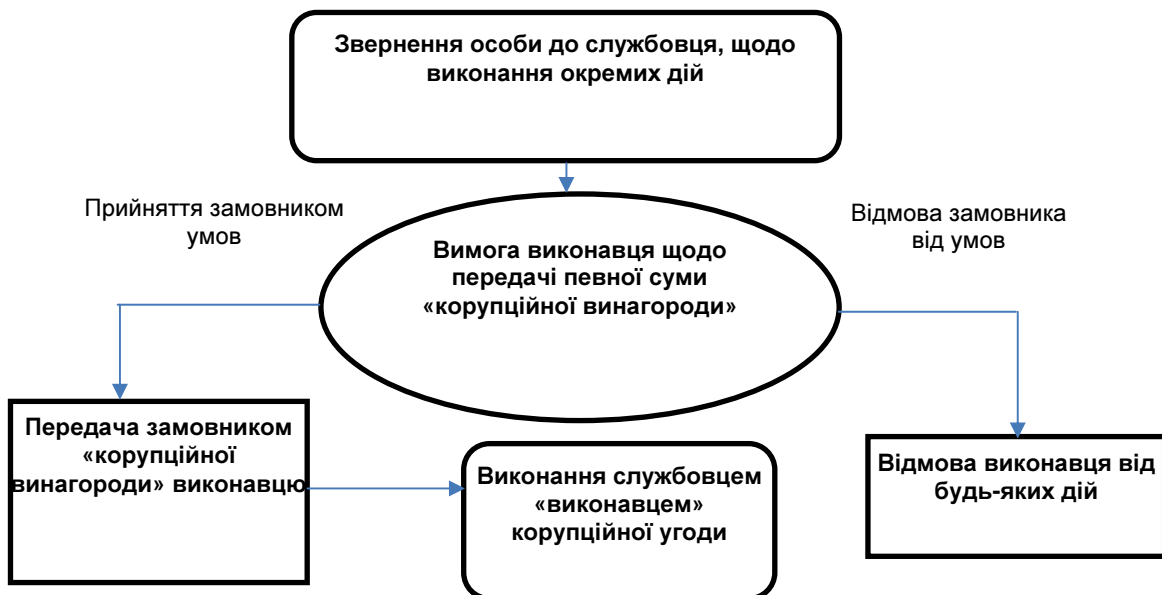 Звернення особи до службовця, щодо
виконання окремих дій
Прийняття замовником
умов
Відмова замовника
від умов
Вимога виконавця щодо
передачі певної суми
«корупційної винагороди»
Передача замовником
«корупційної
винагороди» виконавцю
Виконання службовцем
«виконавцем»
корупційної угоди
Відмова виконавця від
будь-яких дій